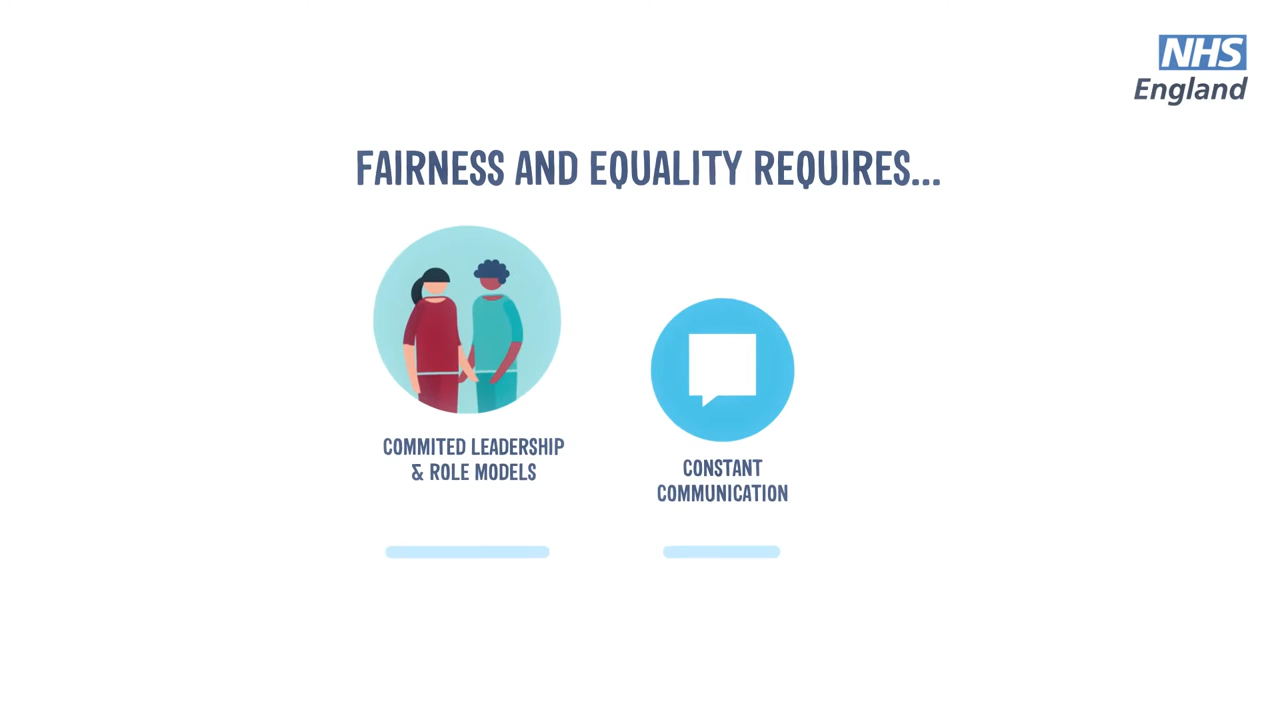 NHS
England
FAIRNESS AND EQUALITY REQUIRES...
COMMITED LEADERSHIP
& ROLE MODELS
CONSTANT
COMMUNICATION